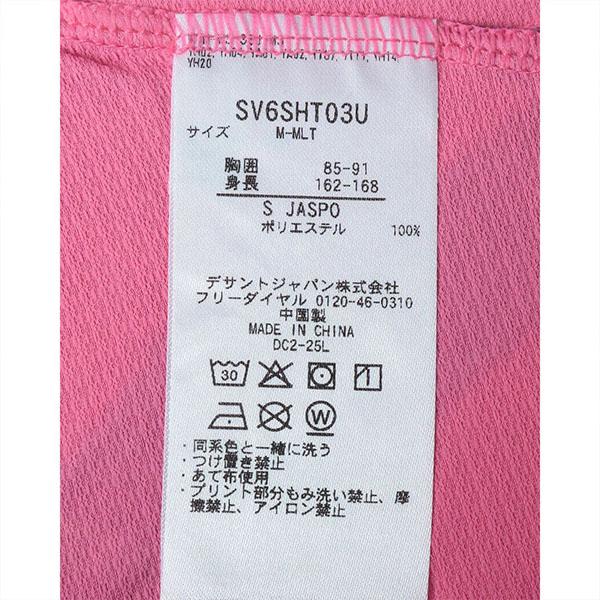 YH20
SV6SHT03U
サイズ M-MLT
胸囲 85-91
身長 162-168
S JASPO
ポリエステル 100%
デサントジャパン株式会社
フリーダイヤル 0120-46-0310
中国製
MADE IN CHINA
DC2-25L
30
W
・同系色と一緒に洗う
・つけ置き禁止
・あて布使用
・プリント部分もみ洗い禁止、摩
擦禁止、アイロン禁止